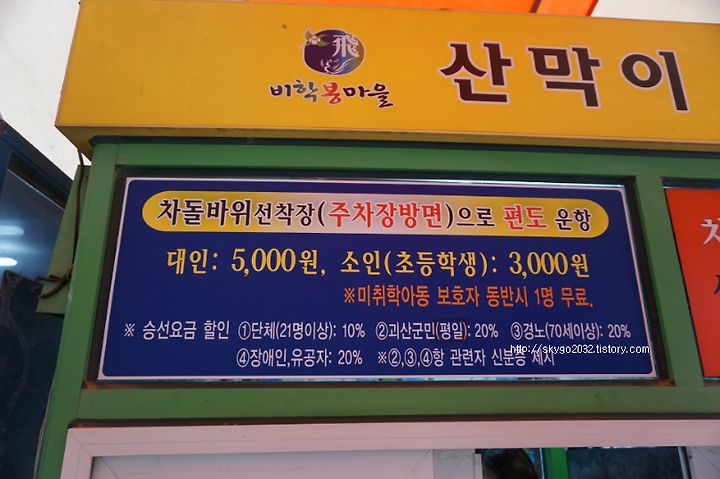 飛
비학봉마을
산막이
차돌바위선착장(주차장방면)으로 편도 운항
대인: 5,000원, 소인(초등학생): 3,000원
※미취학아동 보호자 동반시 1명 무료.
※ 승선요금 할인 ①단체(21명이상): 10% ②괴산군민(평일): 20% ③경노(70세이상): 20%
http://skygo2032.tistory.com
④장애인,유공자: 20% ※②,③,④항 관련자 신분증 제시